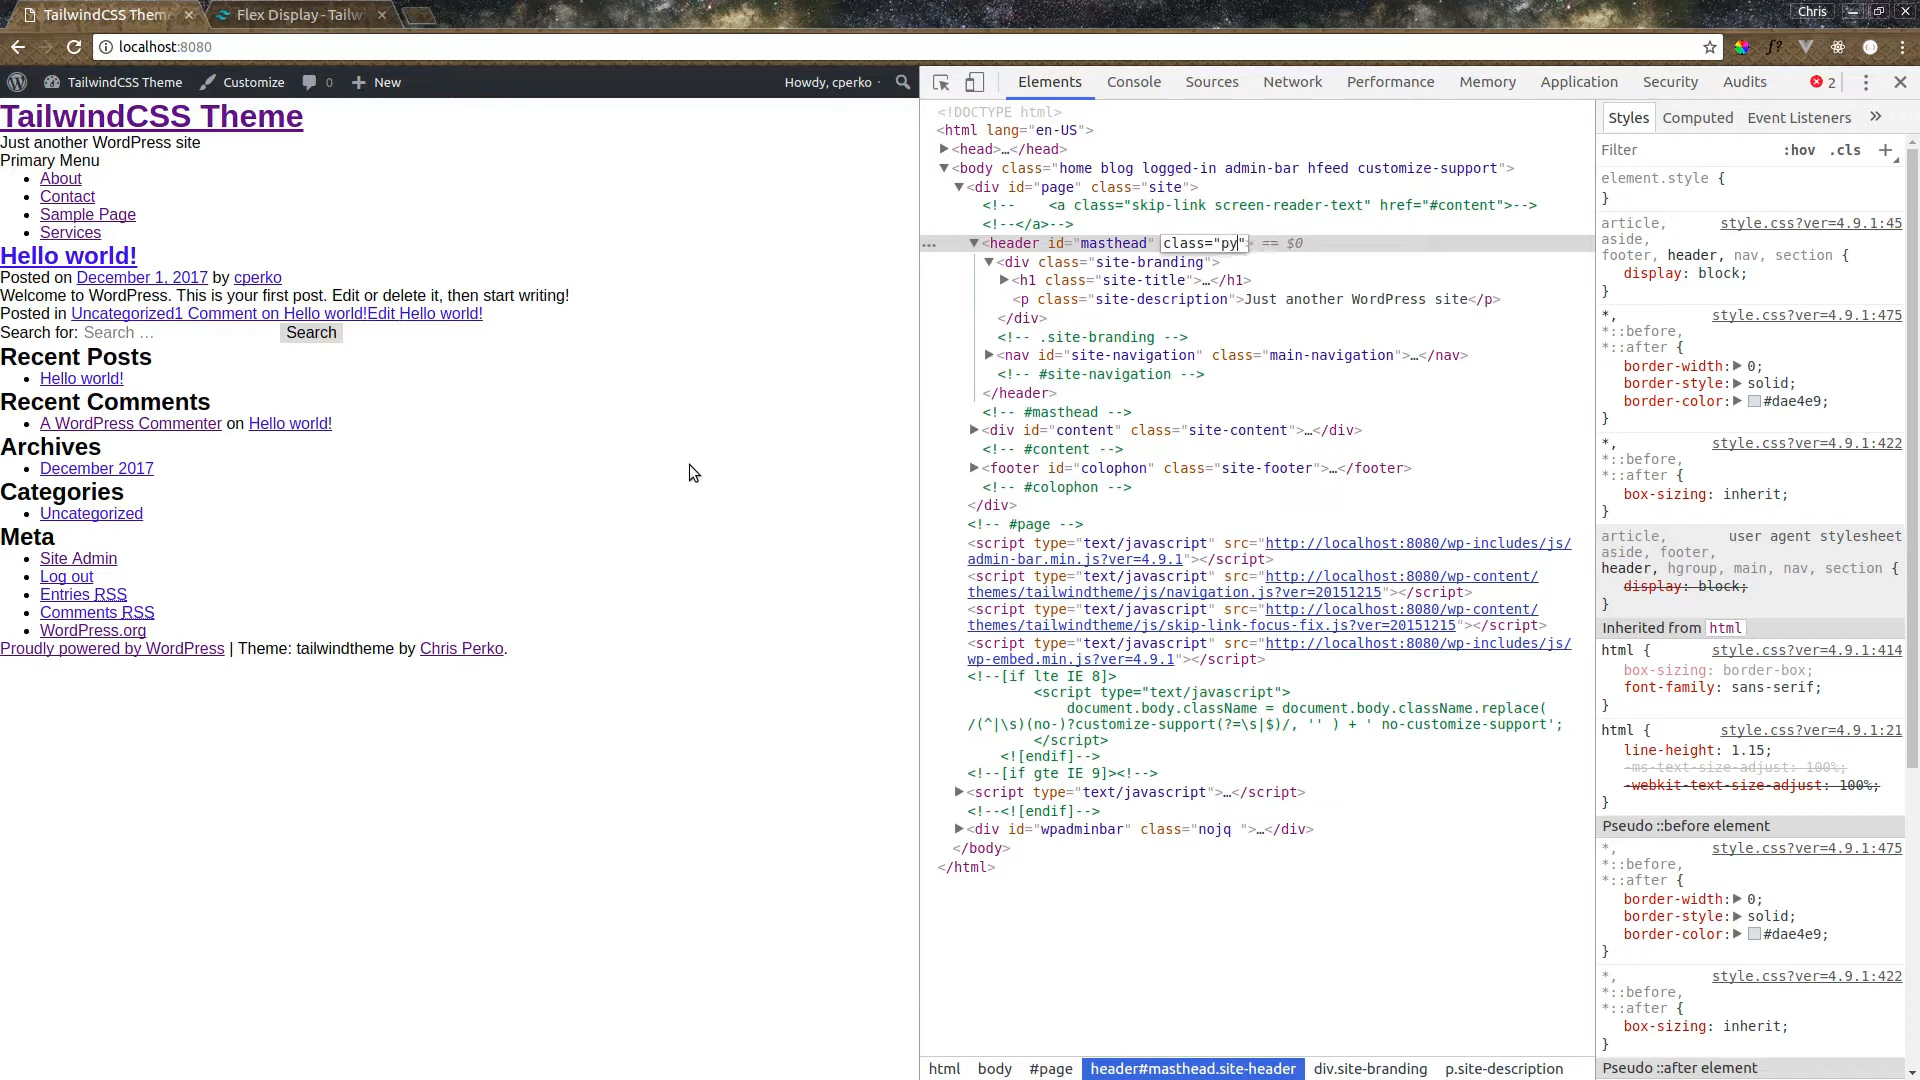 TailwindCSS Theme
Flex Display - Tailw
Chris
localhost:8080
TailwindCSS Theme Customize 0 New Howdy, cperko
TailwindCSS Theme
Just another WordPress site
Primary Menu
About
Contact
Sample Page
Services
Hello world!
Posted on December 1, 2017 by cperko
Welcome to WordPress. This is your first post. Edit or delete it, then start writing!
Posted in Uncategorized1 Comment on Hello world!Edit Hello world!
Search for: Search … Search
Recent Posts
Hello world!
Recent Comments
A WordPress Commenter on Hello world!
Archives
December 2017
Categories
Uncategorized
Meta
Site Admin
Log out
Entries RSS
Comments RSS
WordPress.org
Proudly powered by WordPress | Theme: tailwindtheme by Chris Perko.
Elements Console Sources Network Performance Memory Application Security Audits 2
<!DOCTYPE html>
<html lang="en-US">
<head>…</head>
<body class="home blog logged-in admin-bar hfeed customize-support">
<div id="page" class="site">
<!-- <a class="skip-link screen-reader-text" href="#content">-->
<!--</a>-->
… <header id="masthead" class="py"> == $0
<div class="site-branding">
<h1 class="site-title">…</h1>
<p class="site-description">Just another WordPress site</p>
</div>
<!-- .site-branding -->
<nav id="site-navigation" class="main-navigation">…</nav>
<!-- #site-navigation -->
</header>
<!-- #masthead -->
<div id="content" class="site-content">…</div>
<!-- #content -->
<footer id="colophon" class="site-footer">…</footer>
<!-- #colophon -->
</div>
<!-- #page -->
<script type="text/javascript" src="http://localhost:8080/wp-includes/js/
admin-bar.min.js?ver=4.9.1"></script>
<script type="text/javascript" src="http://localhost:8080/wp-content/
themes/tailwindtheme/js/navigation.js?ver=20151215"></script>
<script type="text/javascript" src="http://localhost:8080/wp-content/
themes/tailwindtheme/js/skip-link-focus-fix.js?ver=20151215"></script>
<script type="text/javascript" src="http://localhost:8080/wp-includes/js/
wp-embed.min.js?ver=4.9.1"></script>
<!--[if lte IE 8]>
<script type="text/javascript">
document.body.className = document.body.className.replace(
/(^|\s)(no-)?customize-support(?=\s|$)/, '' ) + ' no-customize-support';
</script>
<![endif]-->
<!--[if gte IE 9]><!-->
<script type="text/javascript">…</script>
<!--<![endif]-->
<div id="wpadminbar" class="nojq ">…</div>
</body>
</html>
html body #page header#masthead.site-header div.site-branding p.site-description
Styles Computed Event Listeners »
Filter :hov .cls +
element.style {
}
article, style.css?ver=4.9.1:45
aside,
footer, header, nav, section {
display: block;
}
*, style.css?ver=4.9.1:475
*::before,
*::after {
border-width: 0;
border-style: solid;
border-color: #dae4e9;
}
*, style.css?ver=4.9.1:422
*::before,
*::after {
box-sizing: inherit;
}
article, user agent stylesheet
aside, footer,
header, hgroup, main, nav, section {
display: block;
}
Inherited from html
html { style.css?ver=4.9.1:414
box-sizing: border-box;
font-family: sans-serif;
}
html { style.css?ver=4.9.1:21
line-height: 1.15;
-ms-text-size-adjust: 100%;
-webkit-text-size-adjust: 100%;
}
Pseudo ::before element
*, style.css?ver=4.9.1:475
*::before,
*::after {
border-width: 0;
border-style: solid;
border-color: #dae4e9;
}
*, style.css?ver=4.9.1:422
*::before,
*::after {
box-sizing: inherit;
}
Pseudo ::after element